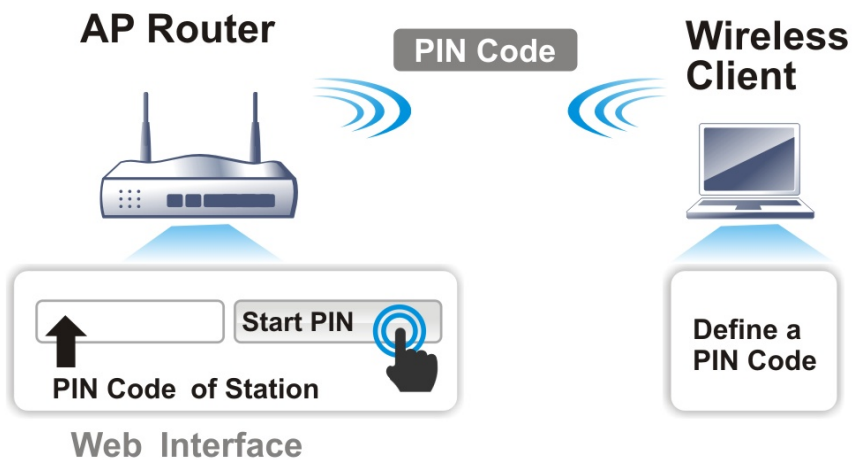 AP Router
PIN Code
Wireless
Client
Start PIN
PIN Code of Station
Define a
PIN Code
Web Interface